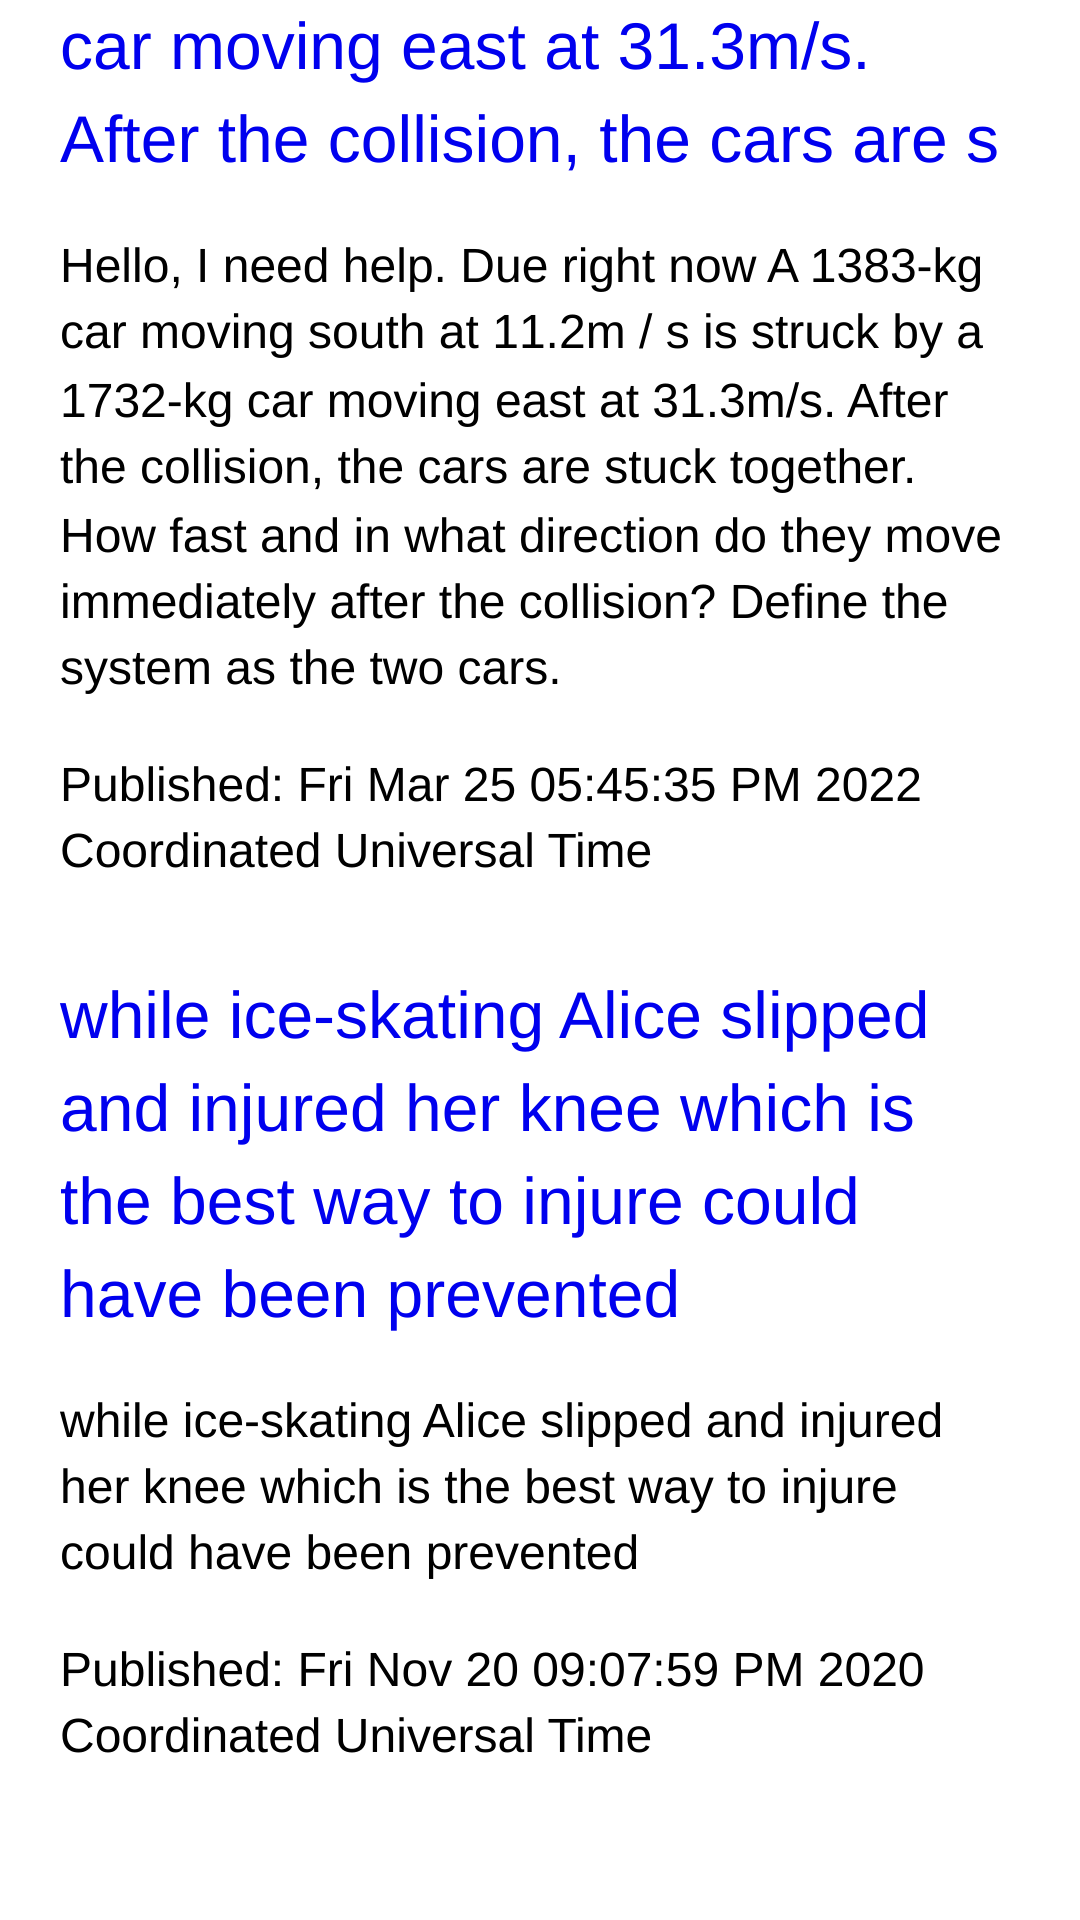 car moving east at 31.3m/s.
After the collision, the cars are s
Hello, I need help. Due right now A 1383-kg
car moving south at 11.2m / s is struck by a
1732-kg car moving east at 31.3m/s. After
the collision, the cars are stuck together.
How fast and in what direction do they move
immediately after the collision? Define the
system as the two cars.
Published: Fri Mar 25 05:45:35 PM 2022
Coordinated Universal Time
while ice-skating Alice slipped
and injured her knee which is
the best way to injure could
have been prevented
while ice-skating Alice slipped and injured
her knee which is the best way to injure
could have been prevented
Published: Fri Nov 20 09:07:59 PM 2020
Coordinated Universal Time